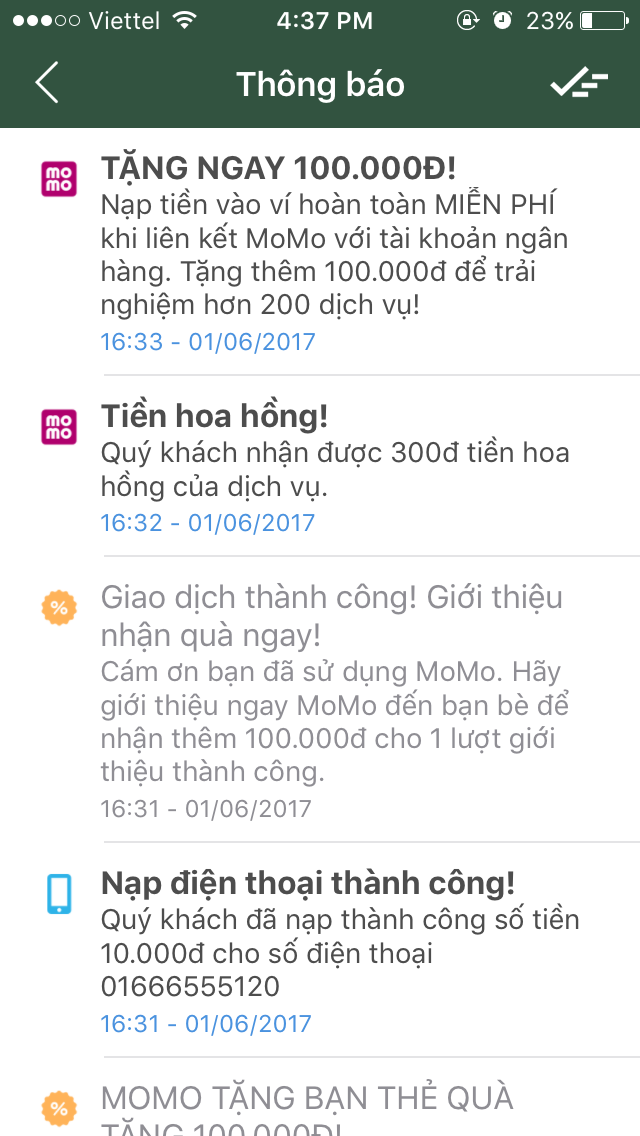 Viettel 4:37 PM 23%
Thông báo
TẶNG NGAY 100.000Đ!
momo
Nạp tiền vào ví hoàn toàn MIỄN PHÍ
khi liên kết MoMo với tài khoản ngân
hàng. Tặng thêm 100.000đ để trải
nghiệm hơn 200 dịch vụ!
16:33 - 01/06/2017
Tiền hoa hồng!
momo
Quý khách nhận được 300đ tiền hoa
hồng của dịch vụ.
16:32 - 01/06/2017
Giao dịch thành công! Giới thiệu
%
nhận quà ngay!
Cám ơn bạn đã sử dụng MoMo. Hãy
giới thiệu ngay MoMo đến bạn bè để
nhận thêm 100.000đ cho 1 lượt giới
thiệu thành công.
16:31 - 01/06/2017
Nạp điện thoại thành công!
Quý khách đã nạp thành công số tiền
10.000đ cho số điện thoại
01666555120
16:31 - 01/06/2017
MOMO TẶNG BẠN THẺ QUÀ
%
TẶNG 100.000Đ!